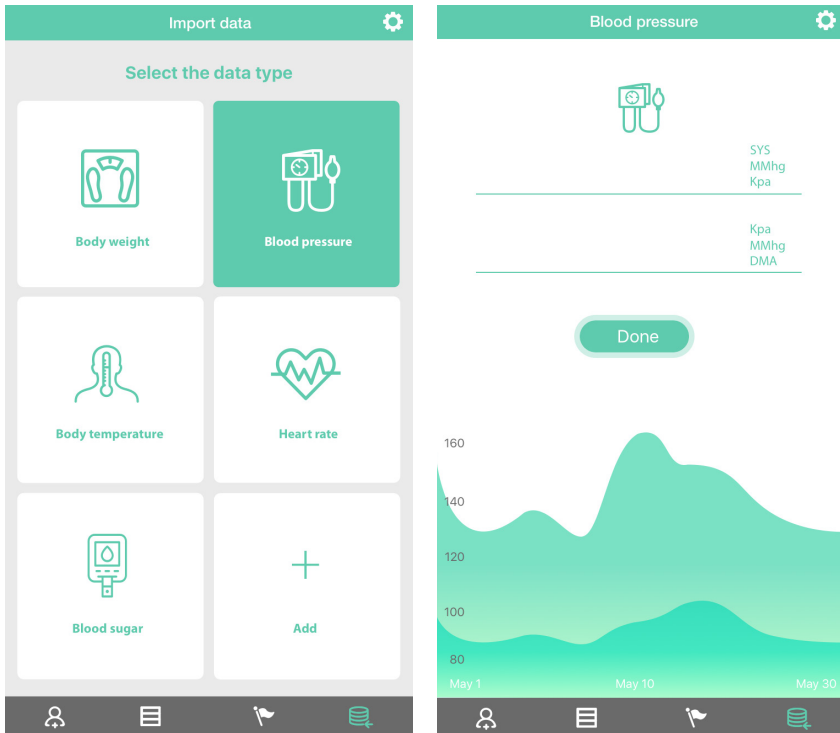 Import data
Select the data type
Body weight
Blood pressure
Body temperature
Heart rate
Blood sugar
Add
Blood pressure
SYS
MMhg
Kpa
Kpa
MMhg
DMA
Done
160
140
120
100
80
May 1 May 10 May 30